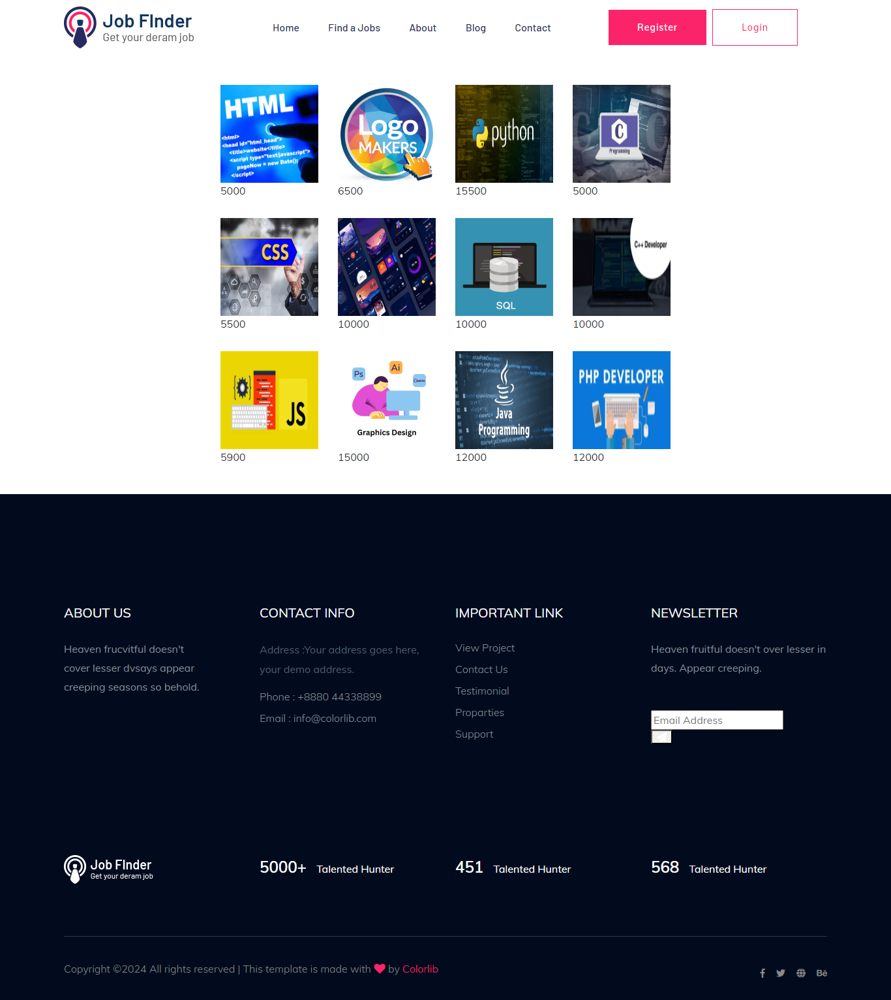 Job FInder
Get your deram job
Home
Find a Jobs
About
Blog
Contact
Register
Login
HTML
<html>
<head id="html_head">
<title>website</title>
<script type="text/javascript">
pageNow = new Date();
</script>
Logo
MAKERS
python
C
Programming
5000
6500
15500
5000
CSS
SQL
C++ Developer
5500
10000
10000
10000
JS
Ps
Ai
Canva
Graphics Design
Java
Programming
PHP DEVELOPER
5900
15000
12000
12000
ABOUT US
Heaven frucvitful doesn't
cover lesser dvsays appear
creeping seasons so behold.
CONTACT INFO
Address :Your address goes here,
your demo address.
Phone : +8880 44338899
Email : info@colorlib.com
IMPORTANT LINK
View Project
Contact Us
Testimonial
Proparties
Support
NEWSLETTER
Heaven fruitful doesn't over lesser in
days. Appear creeping.
Email Address
Job FInder
Get your deram job
5000+ Talented Hunter
451 Talented Hunter
568 Talented Hunter
Copyright ©2024 All rights reserved | This template is made with by Colorlib